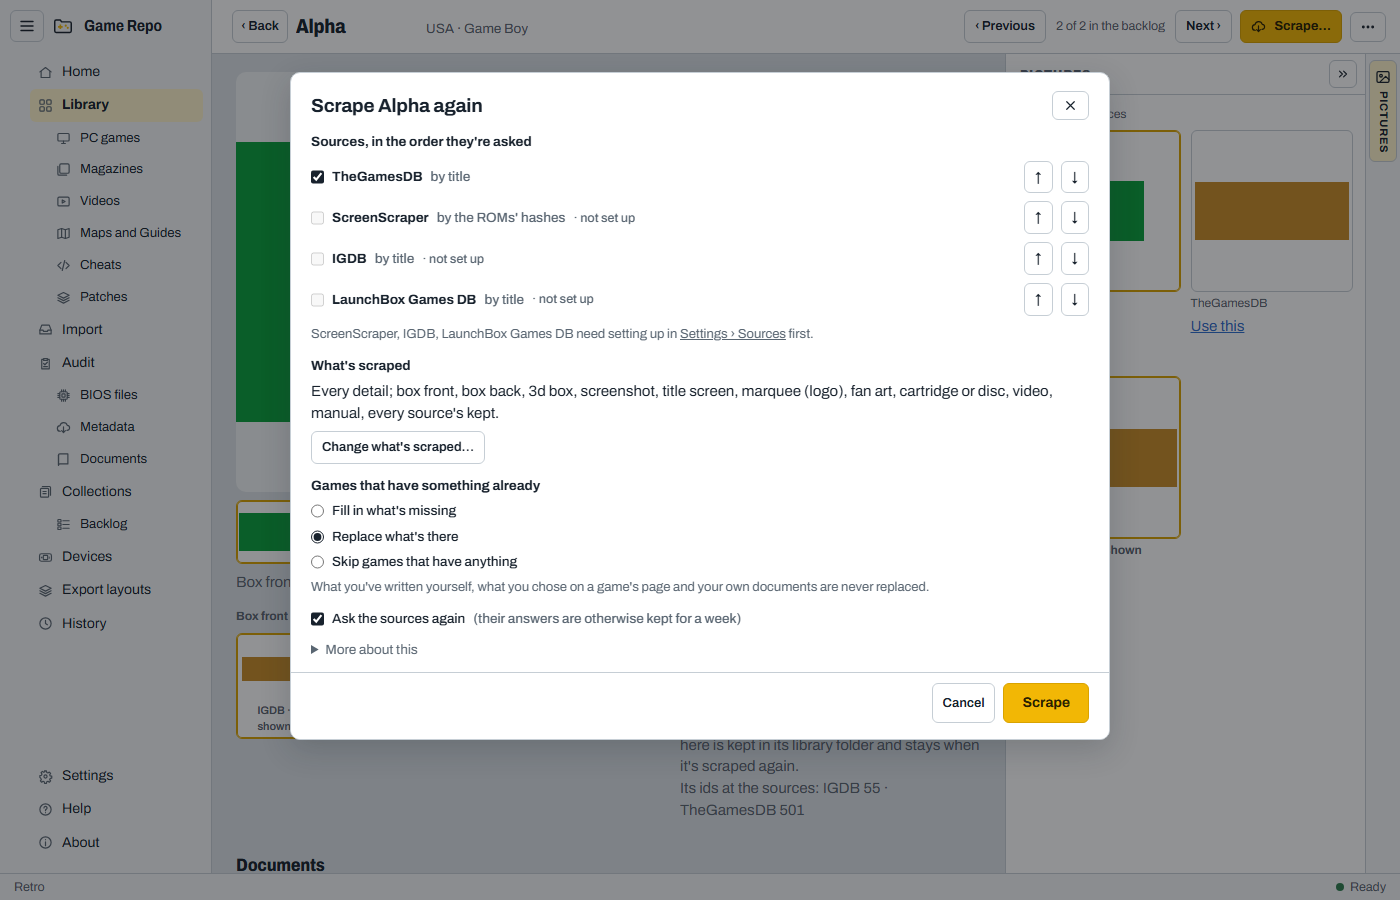 Game Repo
‹ Back
Alpha
USA · Game Boy
‹ Previous
2 of 2 in the backlog
Next ›
Scrape...
Home
Library
PC games
Magazines
Videos
Maps and Guides
Cheats
Patches
Import
Audit
BIOS files
Metadata
Documents
Collections
Backlog
Devices
Export layouts
History
Settings
Help
About
Scrape Alpha again
Sources, in the order they're asked
TheGamesDB by title
ScreenScraper by the ROMs' hashes · not set up
IGDB by title · not set up
LaunchBox Games DB by title · not set up
ScreenScraper, IGDB, LaunchBox Games DB need setting up in Settings › Sources first.
What's scraped
Every detail; box front, box back, 3d box, screenshot, title screen, marquee (logo), fan art, cartridge or disc, video,
manual, every source's kept.
Change what's scraped...
Games that have something already
Fill in what's missing
Replace what's there
Skip games that have anything
What you've written yourself, what you chose on a game's page and your own documents are never replaced.
Ask the sources again (their answers are otherwise kept for a week)
More about this
Cancel
Scrape
PICTURES
TheGamesDB
Use this
Box front
IGDB ·
shown
here is kept in its library folder and stays when
it's scraped again.
Its ids at the sources: IGDB 55 ·
TheGamesDB 501
Documents
Retro
Ready